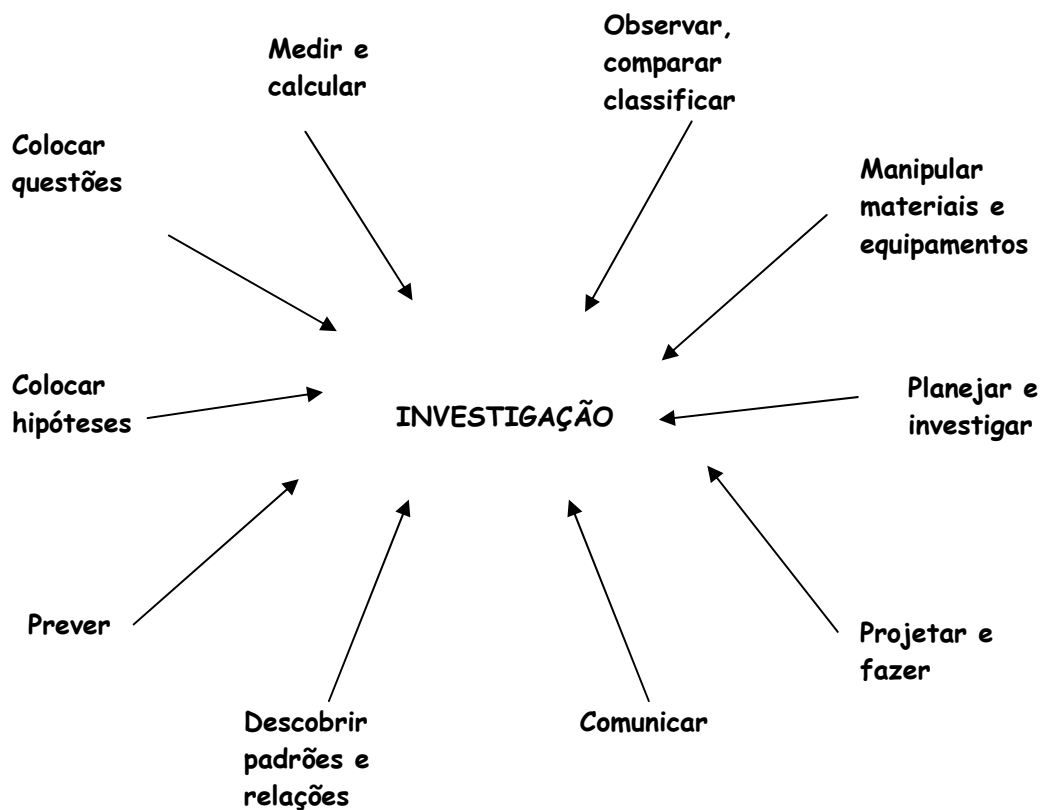 Observar,
comparar
classificar
Medir e
calcular
Colocar
questões
Manipular
materiais e
equipamentos
Colocar
hipóteses
INVESTIGAÇÃO
Planejar e
investigar
Prever
Projetar e
fazer
Descobrir
padrões e
relações
Comunicar